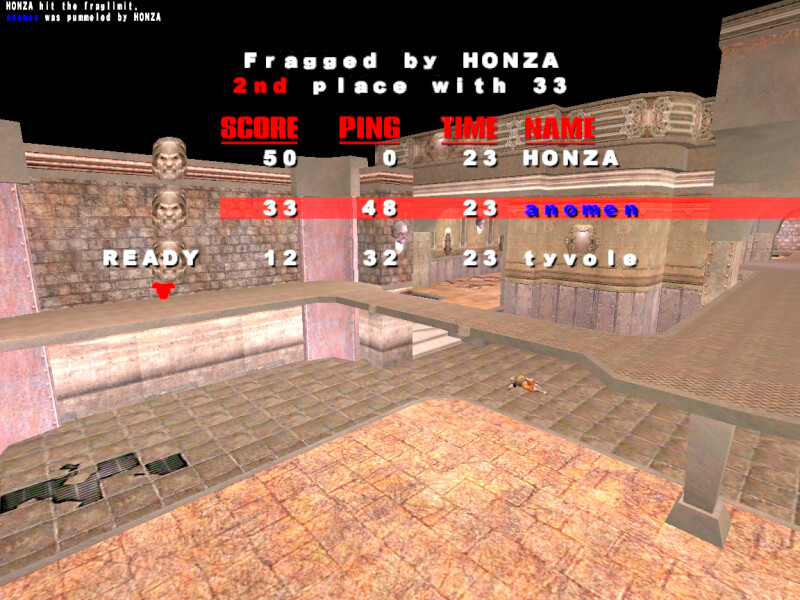 HONZA hit the fraglimit.
anomen was pummeled by HONZA
Fragged by HONZA
2nd place with 33
SCORE PING TIME NAME
50 0 23 HONZA
33 48 23 anomen
READY 12 32 23 tyvole